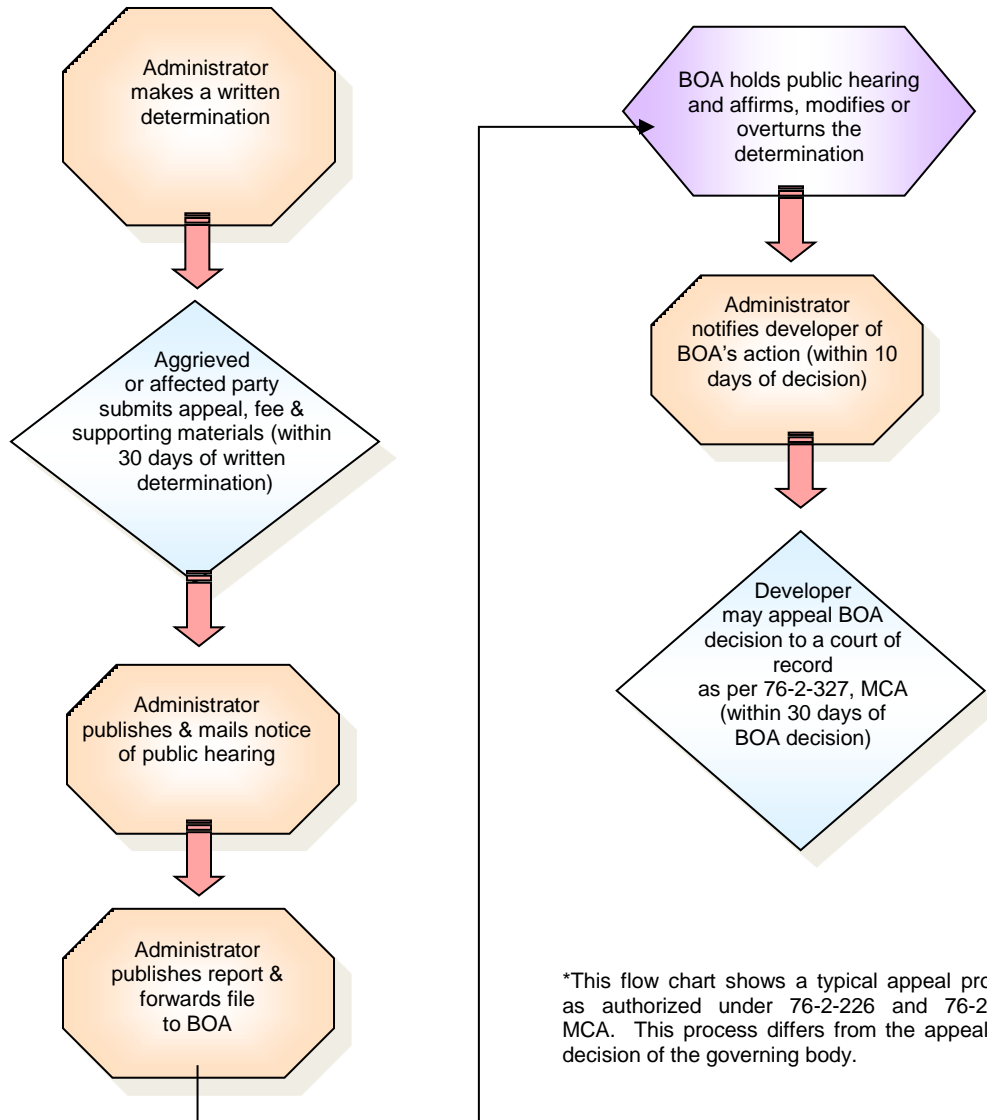 Administrator
makes a written
determination
Aggrieved
or affected party
submits appeal, fee &
supporting materials (within
30 days of written
determination)
Administrator
publishes & mails notice
of public hearing
Administrator
publishes report &
forwards file
to BOA
BOA holds public hearing
and affirms, modifies or
overturns the
determination
Administrator
notifies developer of
BOA's action (within 10
days of decision)
Developer
may appeal BOA
decision to a court of
record
as per 76-2-327, MCA
(within 30 days of
BOA decision)
*This flow chart shows a typical appeal
as authorized under 76-2-226 and
MCA. This process differs from the appeal
decision of the governing body.